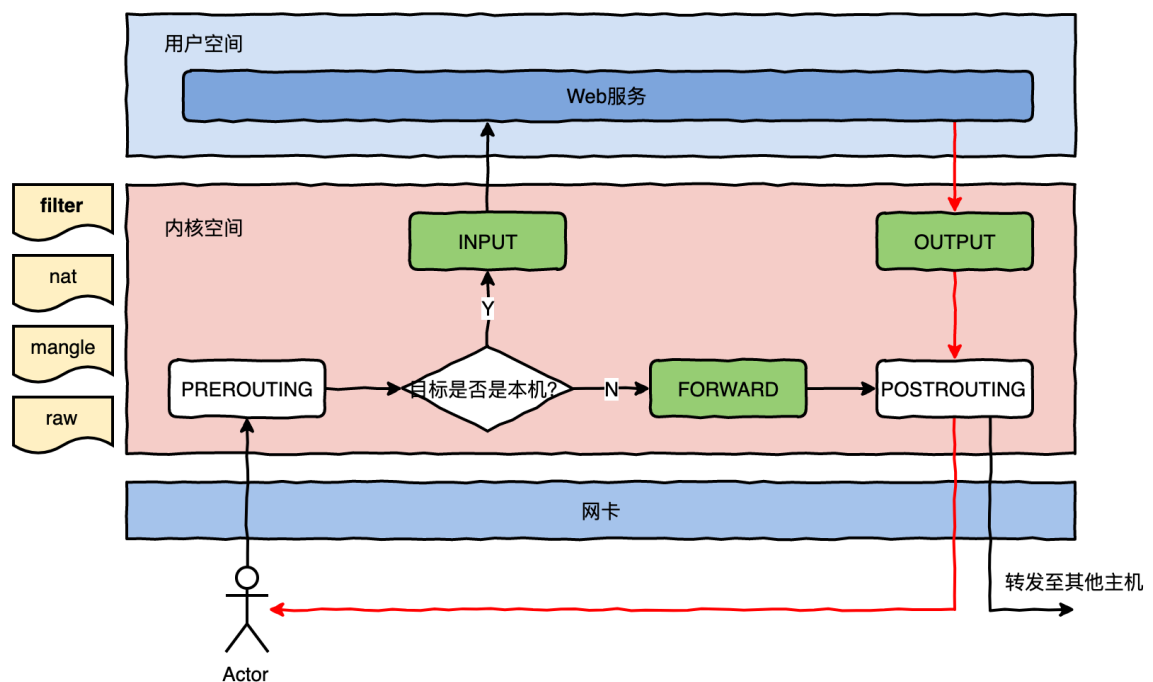 用户空间
Web服务
filter
nat
mangle
raw
内核空间
INPUT
OUTPUT
Y
PREROUTING
目标是否是本机?
N
FORWARD
POSTROUTING
网卡
转发至其他主机
Actor